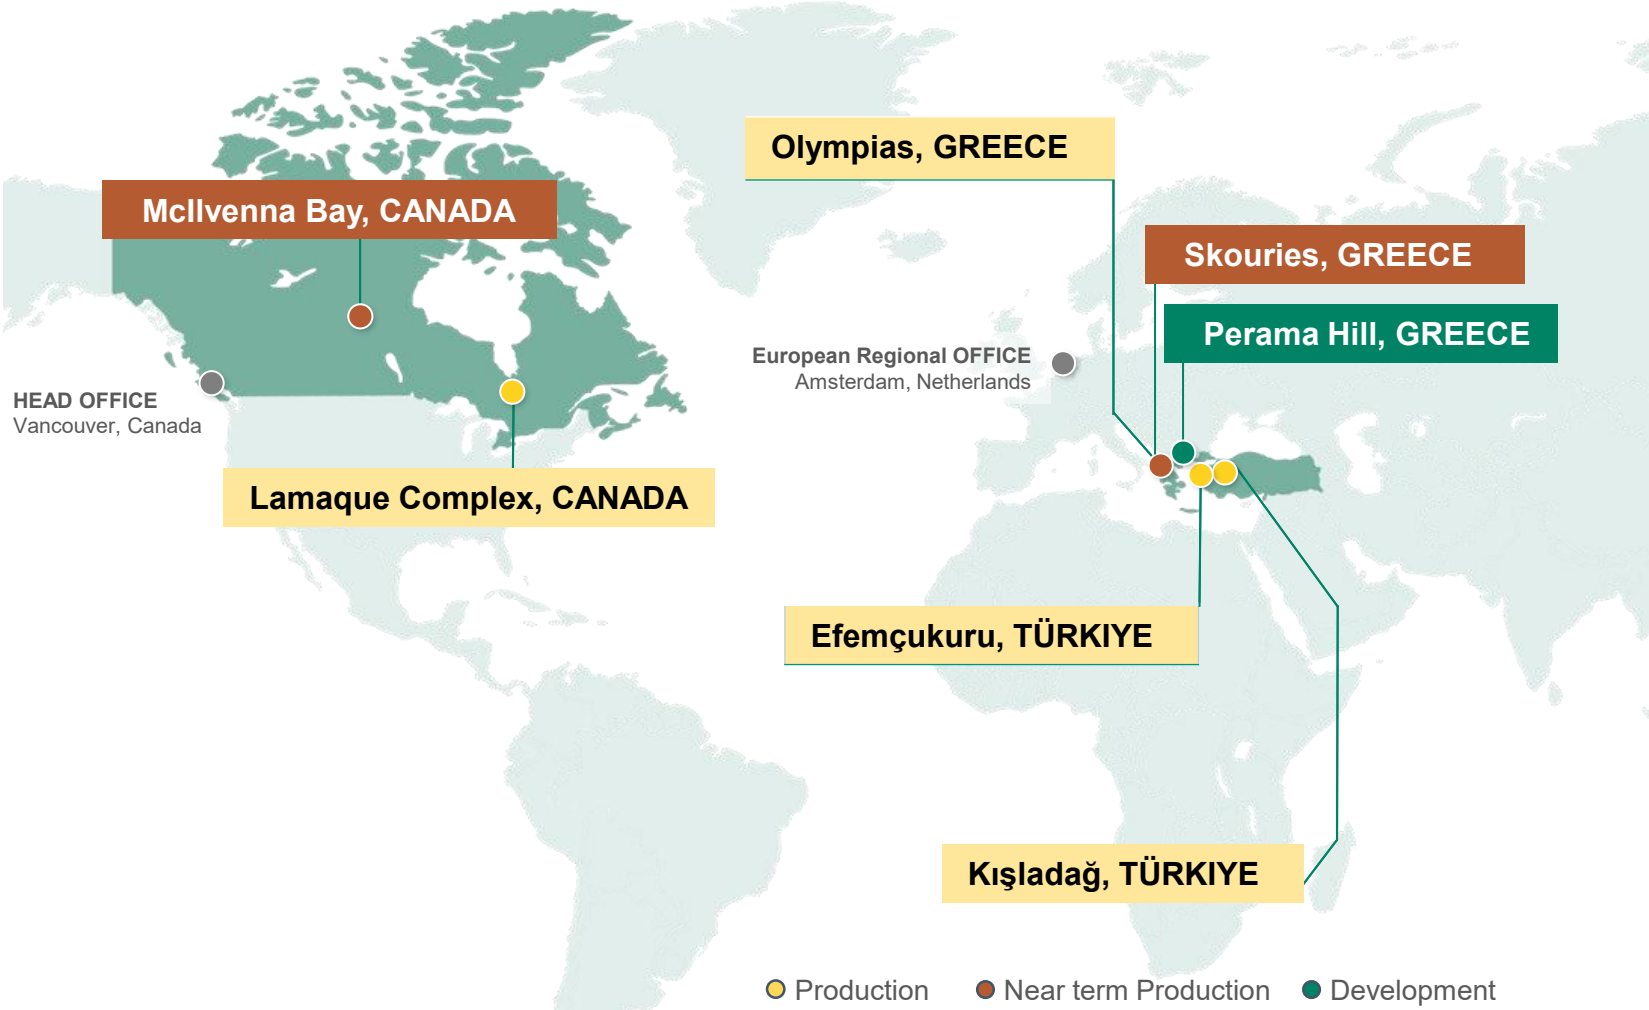 Olympias, GREECE
McIlvenna Bay, CANADA
Skouries, GREECE
Perama Hill, GREECE
European Regional OFFICE
Amsterdam, Netherlands
HEAD OFFICE
Vancouver, Canada
Lamaque Complex, CANADA
Efemçukuru, TÜRKIYE
Kışladağ, TÜRKIYE
Production
Near term Production
Development